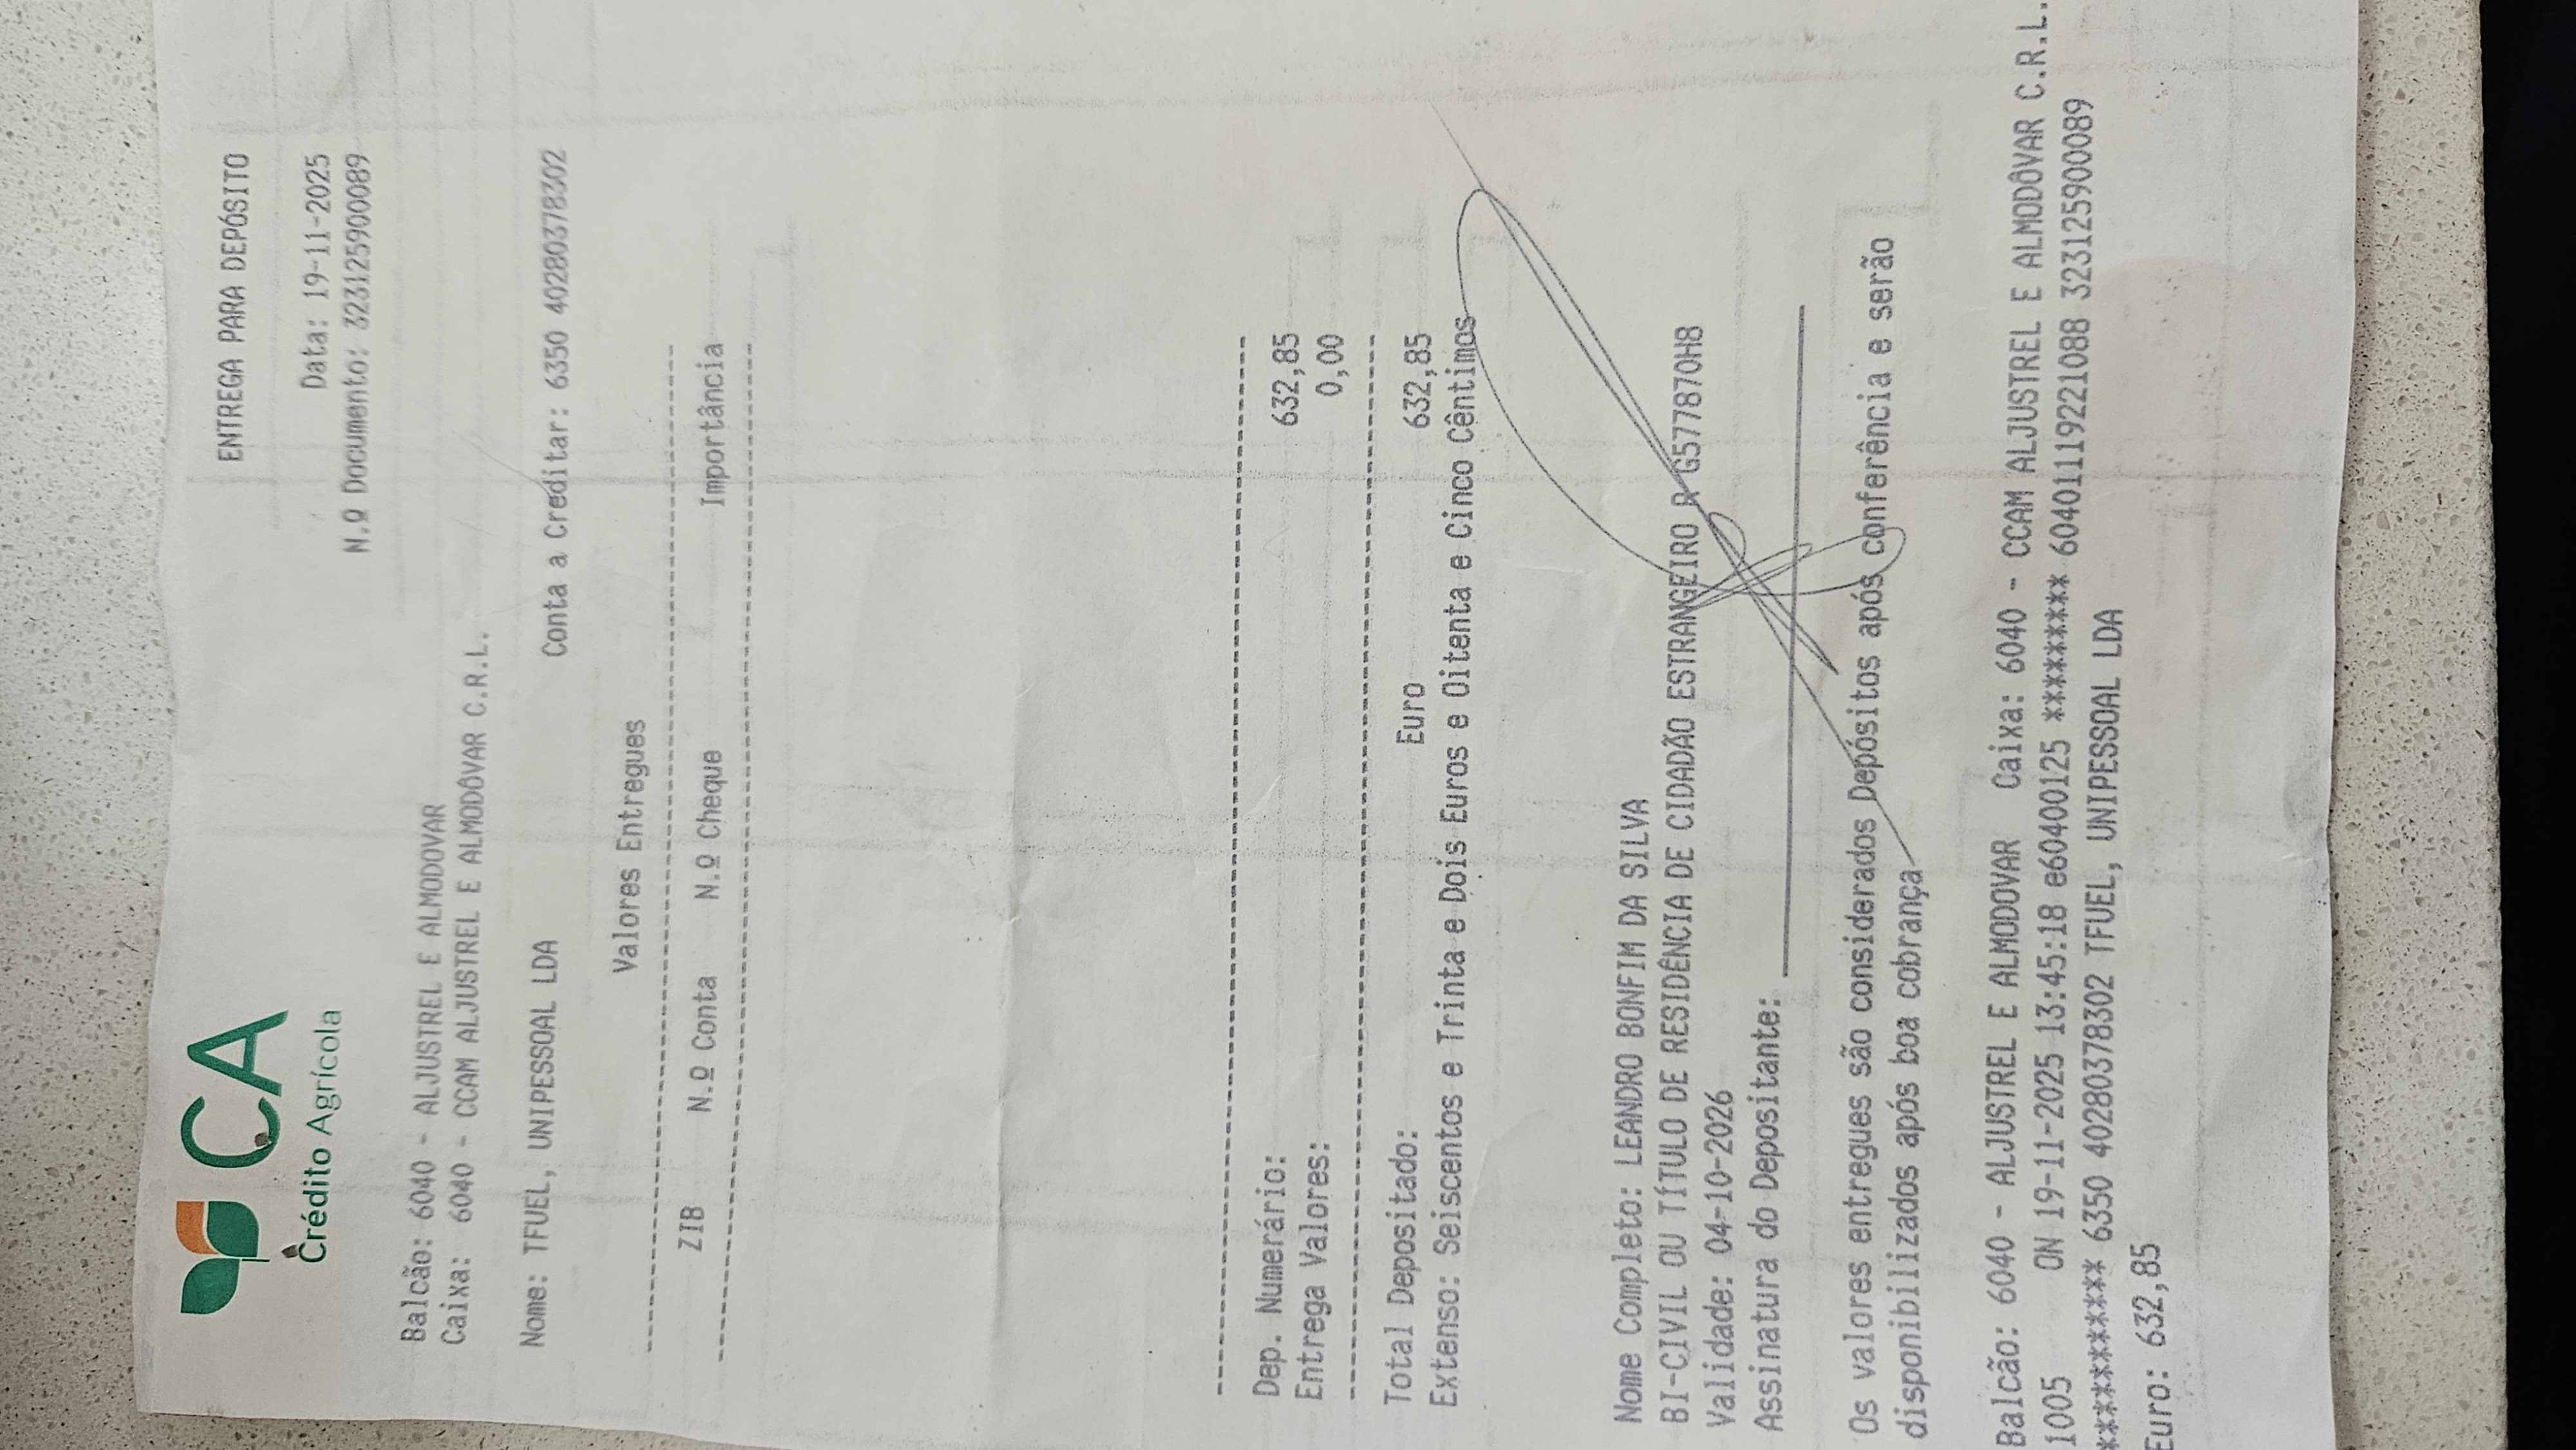 CA
Crédito Agrícola
ENTREGA PARA DEPÓSITO
Data: 19-11-2025
N.º Documento: 323125900089
Balcão: 6040 - ALJUSTREL E ALMODOVAR
Caixa: 6040 - CCAM ALJUSTREL E ALMODÔVAR C.R.L.
Nome: TFUEL, UNIPESSOAL LDA Conta a Creditar: 6350 40280378302
Valores Entregues
ZIB N.º Conta N.º Cheque Importância
Dep. Numerário: 632,85
Entrega Valores: 0,00
Total Depositado: Euro 632,85
Extenso: Seiscentos e Trinta e Dois Euros e Oitenta e Cinco Cêntimos
Nome Completo: LEANDRO BONFIM DA SILVA
BI-CIVIL OU TÍTULO DE RESIDÊNCIA DE CIDADÃO ESTRANGEIRO R G577870H8
Validade: 04-10-2026
Assinatura do Depositante:
Os valores entregues são considerados Depósitos após conferência e serão
disponibilizados após boa cobrança
Balcão: 6040 - ALJUSTREL E ALMODOVAR Caixa: 6040 - CCAM ALJUSTREL E ALMODÔVAR C.R.L.
1005 ON 19-11-2025 13:45:18 e6040125 ******** 604011192221088 323125900089
********** 6350 40280378302 TFUEL, UNIPESSOAL LDA
Euro: 632,85